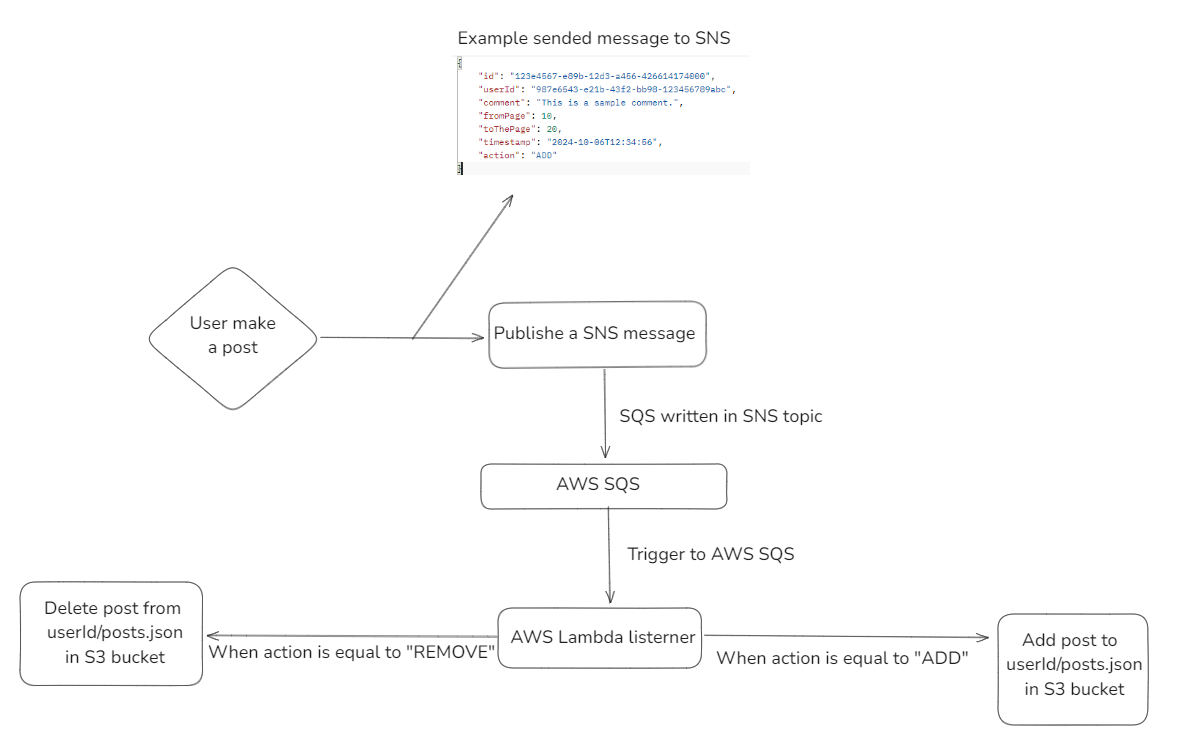 Example sended message to SNS
"id": "123e4567-e89b-12d3-a456-426614174000",
"userId": "987e6543-e21b-43f2-bb98-123456789abc",
"comment": "This is a sample comment.",
"fromPage": 10,
"toThePage": 20,
"timestamp": "2024-10-06T12:34:56",
"action": "ADD"
User make
a post
Publishe a SNS message
SQS written in SNS topic
AWS SQS
Trigger to AWS SQS
Delete post from
userId/posts.json
in S3 bucket
When action is equal to "REMOVE"
AWS Lambda listerner
When action is equal to "ADD"
Add post to
userId/posts.json
in S3 bucket